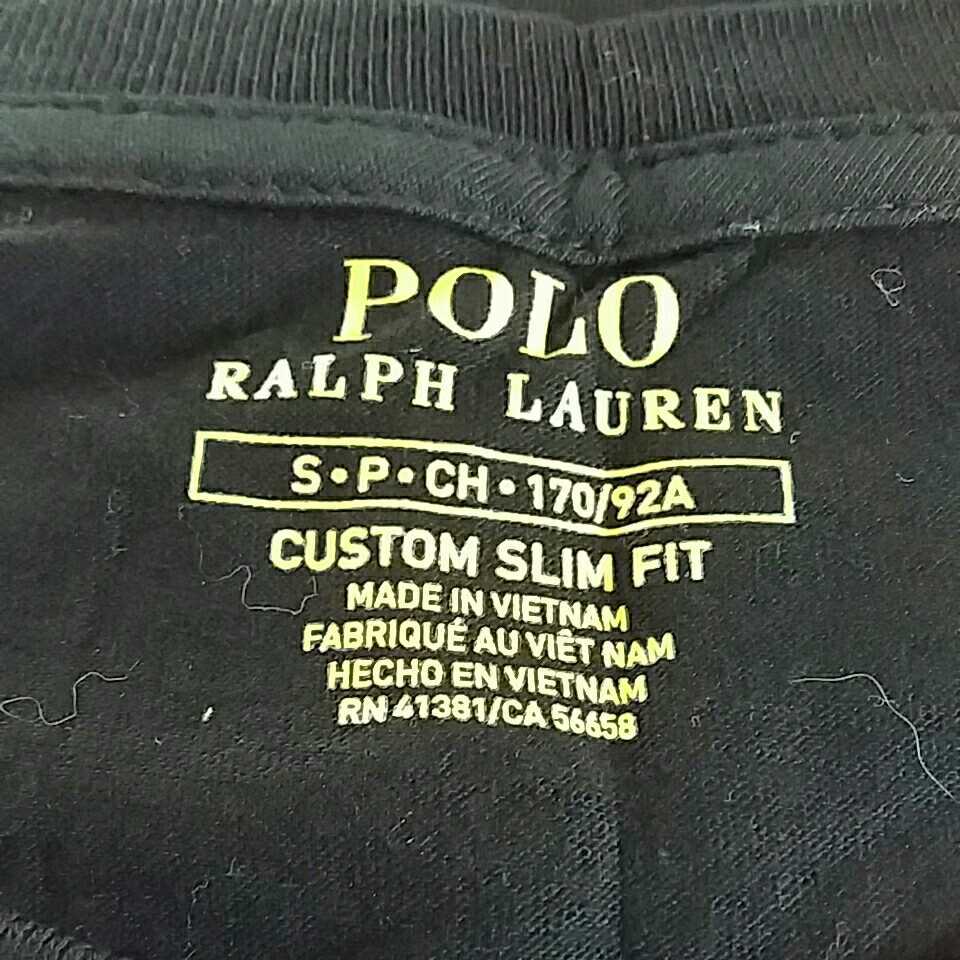 POLO
RALPH LAUREN
S•P•CH•170/92A
CUSTOM SLIM FIT
MADE IN VIETNAM
FABRIQUÉ AU VIÊT NAM
HECHO EN VIETNAM
RN 41381/CA 56658